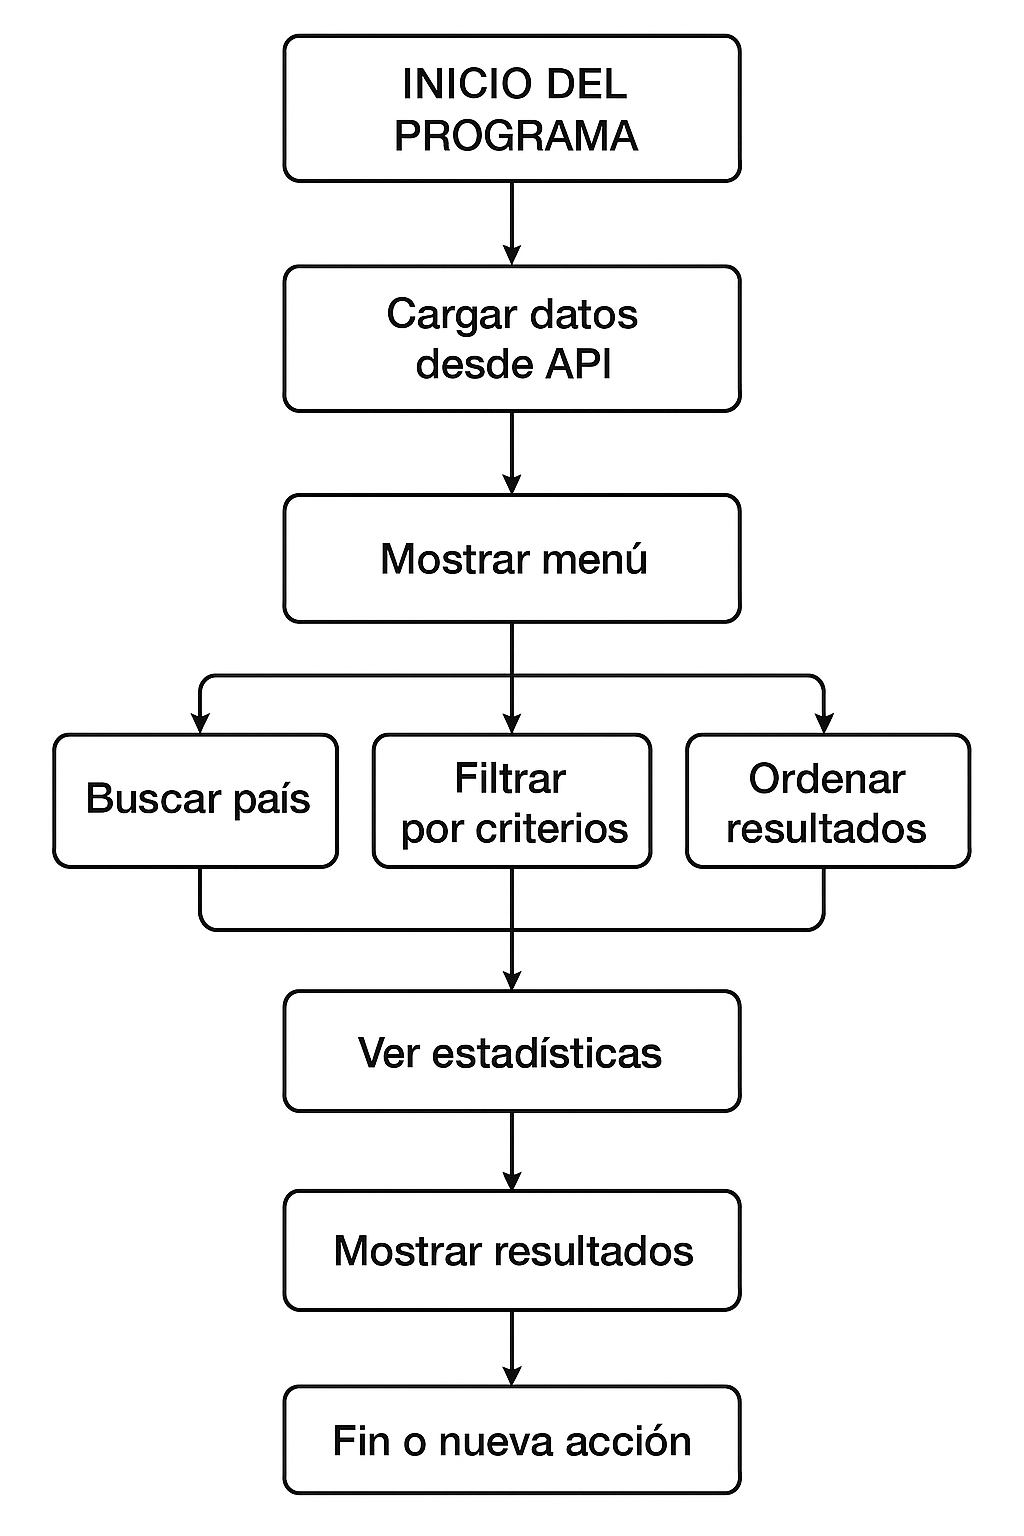 INICIO DEL
PROGRAMA
Cargar datos
desde API
Mostrar menú
Buscar país
Filtrar
por criterios
Ordenar
resultados
Ver estadísticas
Mostrar resultados
Fin o nueva acción